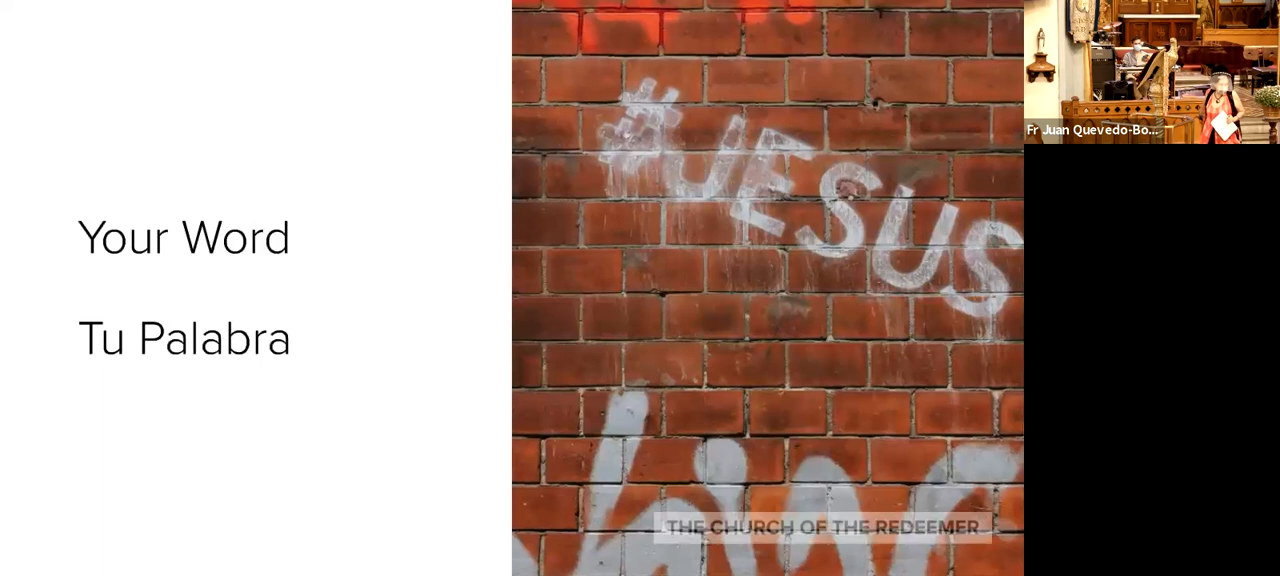 Your Word
Tu Palabra
#JESUS
THE CHURCH OF THE REDEEMER
Fr Juan Quevedo-Bo...